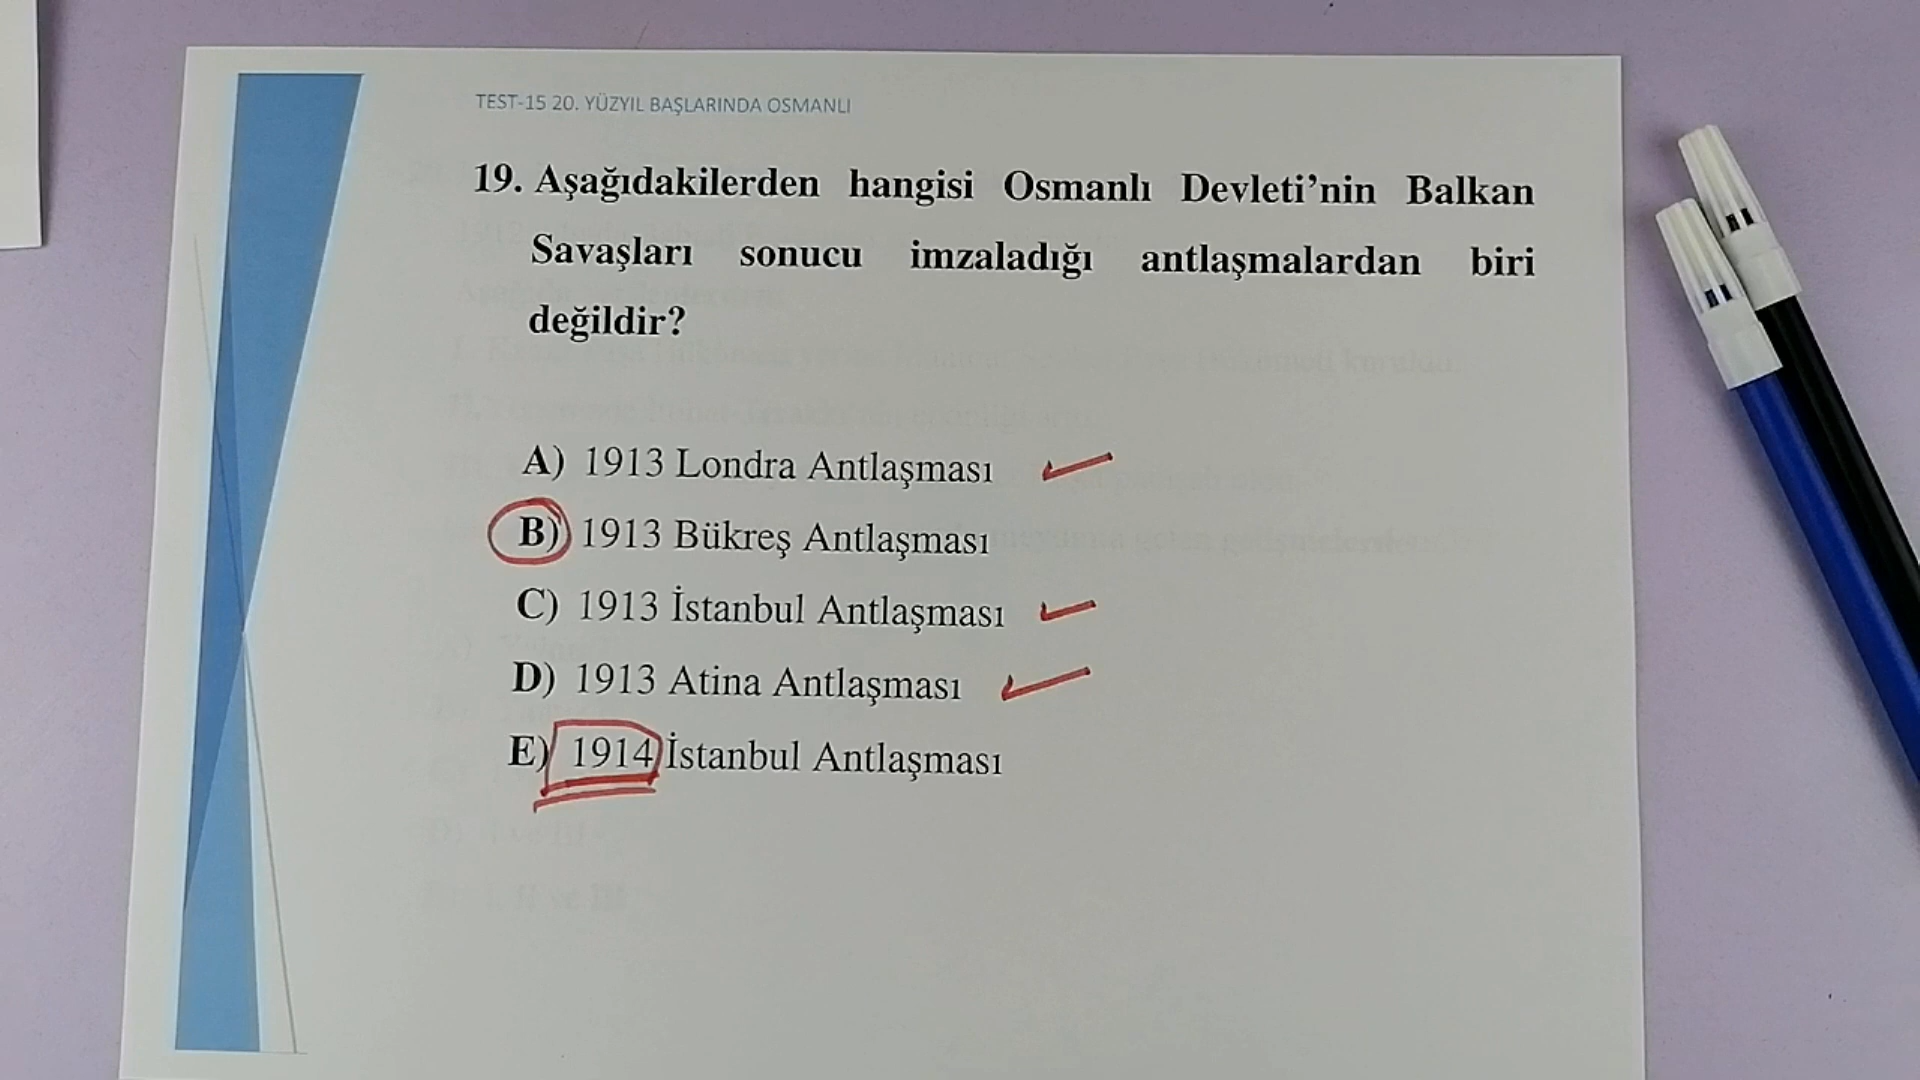 TEST-15 20. YÜZYIL BAŞLARINDA OSMANLI
19. Aşağıdakilerden hangisi Osmanlı Devleti’nin Balkan
Savaşları sonucu imzaladığı antlaşmalardan biri
değildir?
A) 1913 Londra Antlaşması
B) 1913 Bükreş Antlaşması
C) 1913 İstanbul Antlaşması
D) 1913 Atina Antlaşması
E) 1914 İstanbul Antlaşması